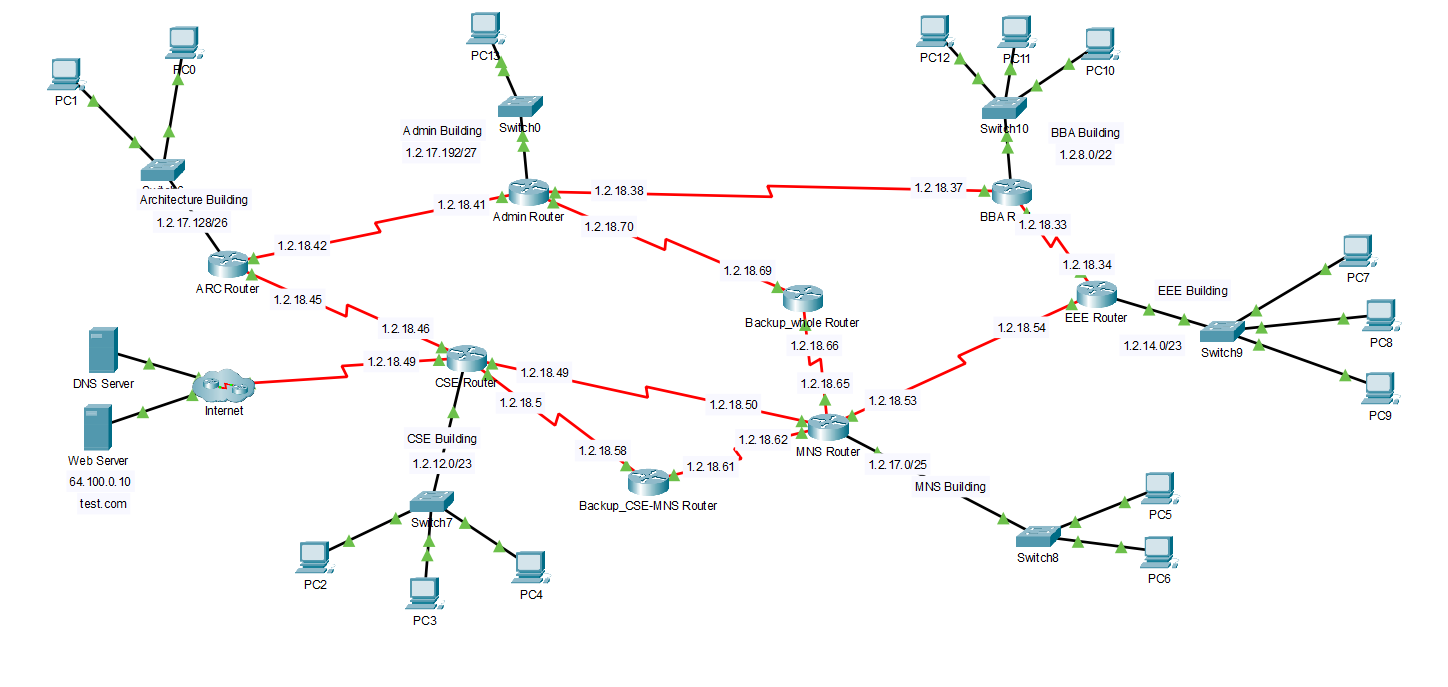 PC13
PC12
PC11
PC10
PC0
PC1
Switch0
Switch10
Admin Building
1.2.17.192/27
BBA Building
1.2.8.0/22
Architecture Building
1.2.17.128/26
1.2.18.41
1.2.18.38
1.2.18.37
Admin Router
BBA R
1.2.18.70
1.2.18.33
1.2.18.42
1.2.18.34
1.2.18.69
PC7
ARC Router
1.2.18.45
EEE Building
EEE Router
Backup_whole Router
1.2.18.46
1.2.18.54
1.2.14.0/23
Switch9
PC8
1.2.18.66
1.2.18.49
CSE Router
1.2.18.49
DNS Server
1.2.18.65
Internet
1.2.18.5
1.2.18.50
1.2.18.53
PC9
CSE Building
1.2.18.62
MNS Router
1.2.18.58
1.2.17.0/25
Web Server
1.2.12.0/23
1.2.18.61
64.100.0.10
test.com
MNS Building
Backup_CSE-MNS Router
Switch7
PC5
Switch8
PC6
PC2
PC4
PC3